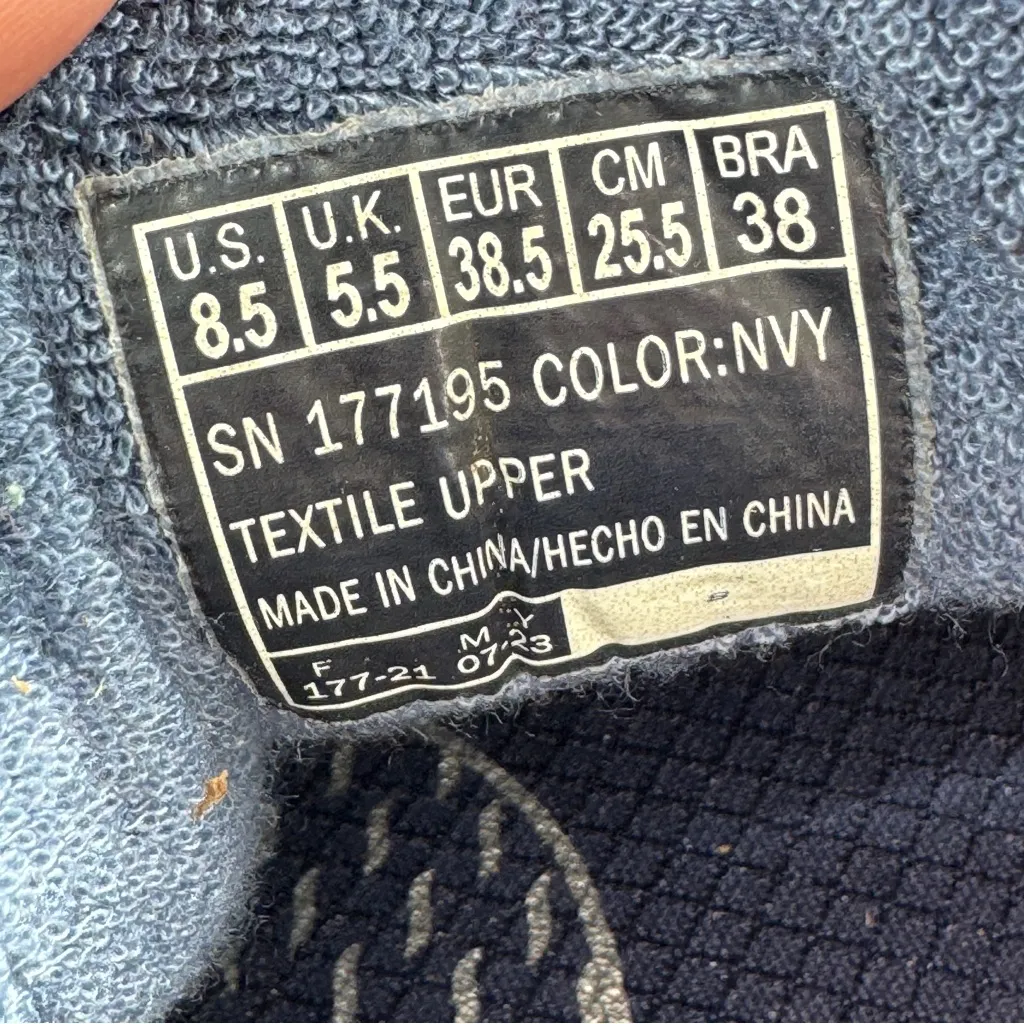 U.S. U.K. EUR CM BRA
8.5 5.5 38.5 25.5 38
SN 177195 COLOR:NVY
TEXTILE UPPER
MADE IN CHINA/HECHO EN CHINA
F M Y
177-21 07-23